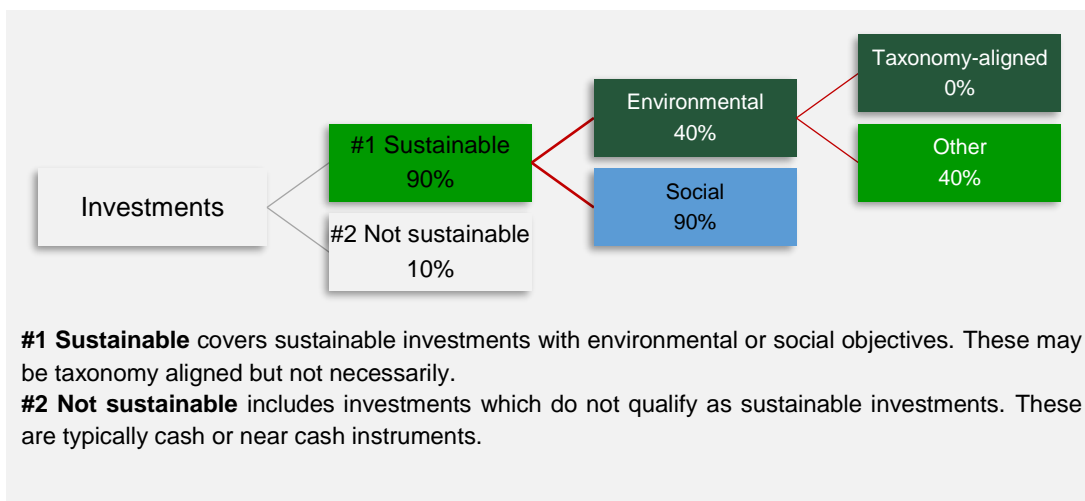 Taxonomy-aligned
0%
Environmental
40%
#1 Sustainable
90%
Other
40%
Investments
Social
90%
#2 Not sustainable
10%
#1 Sustainable covers sustainable investments with environmental or social objectives. These may
be taxonomy aligned but not necessarily.
#2 Not sustainable includes investments which do not qualify as sustainable investments. These
are typically cash or near cash instruments.